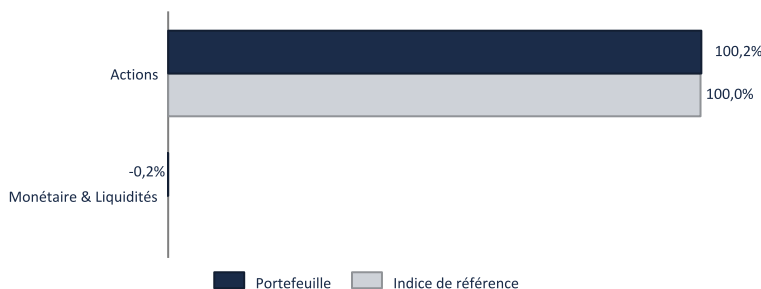 100,2%
Actions
100,0%
-0,2%
Monétaire & Liquidités
Portefeuille Indice de référence